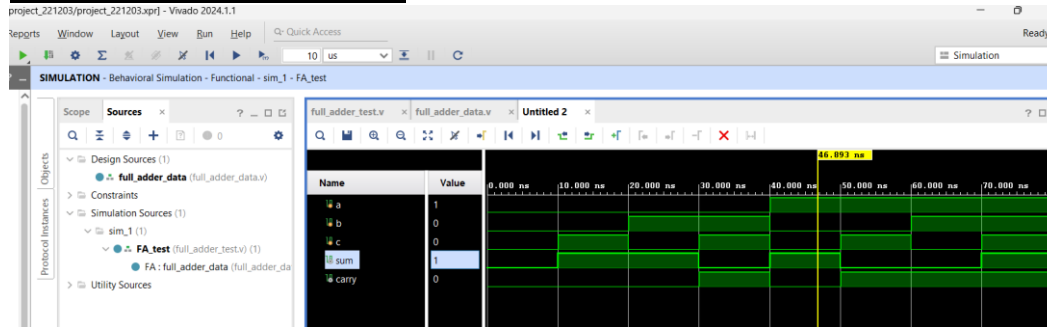 project_221203/project_221203.xpr] - Vivado 2024.1.1
Reports Window Layout View Run Help Q- Quick Access
Ready
10 us
Simulation
SIMULATION - Behavioral Simulation - Functional - sim_1 - FA_test
Scope Sources × ? _
full_adder_test.v × full_adder_data.v × Untitled 2 × ?
0
Objects
Protocol Instances
Design Sources (1)
full_adder_data (full_adder_data.v)
Constraints
Simulation Sources (1)
sim_1 (1)
FA_test (full_adder_test.v) (1)
FA : full_adder_data (full_adder_da
Utility Sources
46.093 ns
Name Value 0.000 ns 10.000 ns 20.000 ns 30.000 ns 40.000 ns 50.000 ns 60.000 ns 70.000 ns
a 1
b 0
c 0
sum 1
carry 0